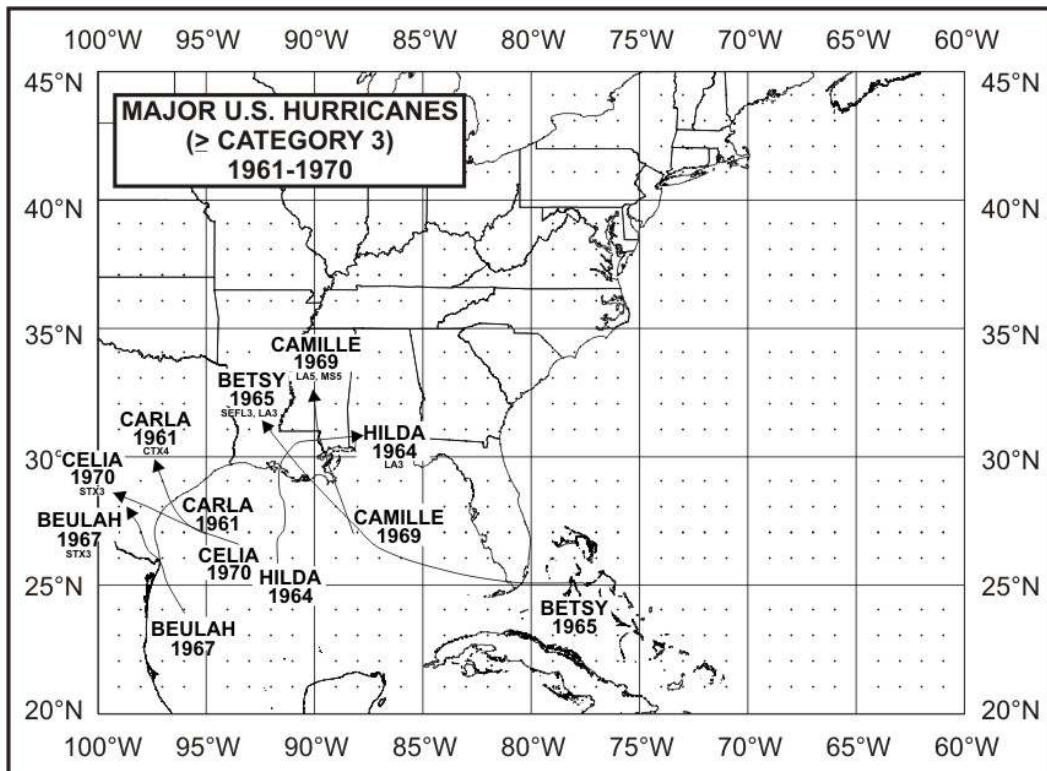 100°W 95°W 90°W 85°W 80°W 75°W 70°W 65°W 60°W
45°N 45°N
MAJOR U.S. HURRICANES
(≥ CATEGORY 3)
1961-1970
40°N 40°N
35°N 35°N
CAMILLE
1969
LA5, MS5
BETSY
1965
SEFL3, LA3
CARLA
1961
CTX4
HILDA
1964
LA3
30°N 30°N
CELIA
1970
STX3
CARLA
1961
BEULAH
1967
STX3
CAMILLE
1969
CELIA
1970
HILDA
1964
25°N 25°N
BETSY
1965
BEULAH
1967
20°N 20°N
100°W 95°W 90°W 85°W 80°W 75°W 70°W 65°W 60°W